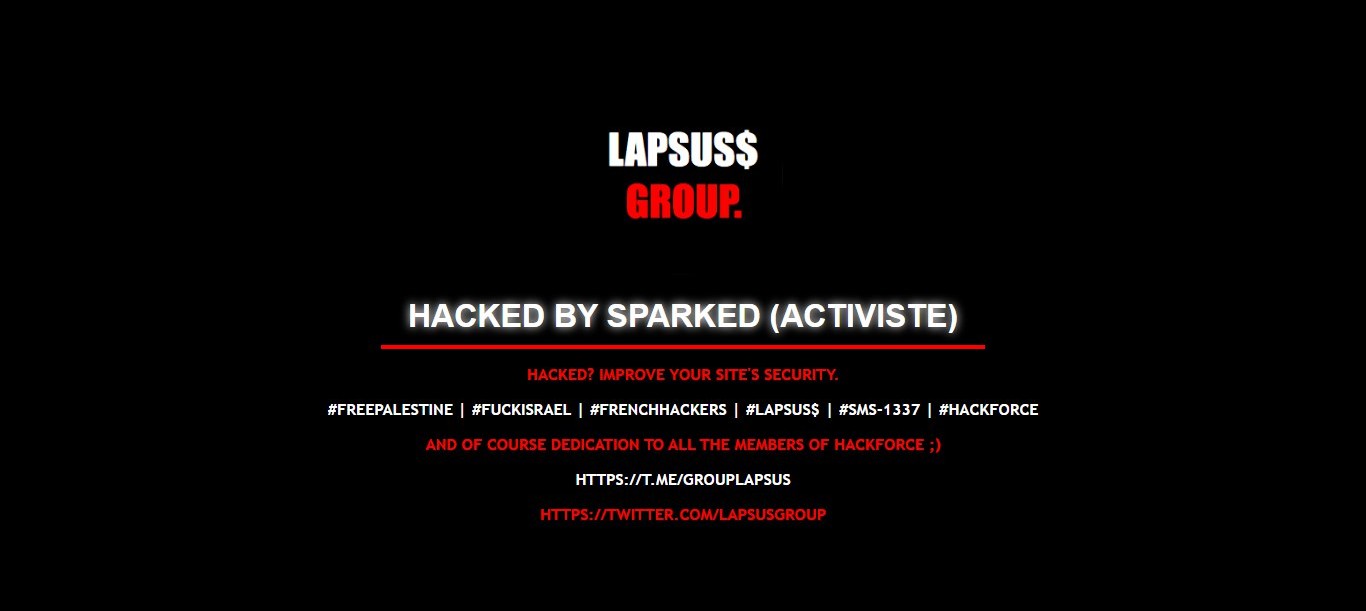 LAPSUS$
GROUP.
HACKED BY SPARKED (ACTIVISTE)
HACKED? IMPROVE YOUR SITE'S SECURITY.
#FREEPALESTINE | #FUCKISRAEL | #FRENCHHACKERS | #LAPSUS$ | #SMS-1337 | #HACKFORCE
AND OF COURSE DEDICATION TO ALL THE MEMBERS OF HACKFORCE ;)
HTTPS://T.ME/GROUPLAPSUS
HTTPS://TWITTER.COM/LAPSUSGROUP